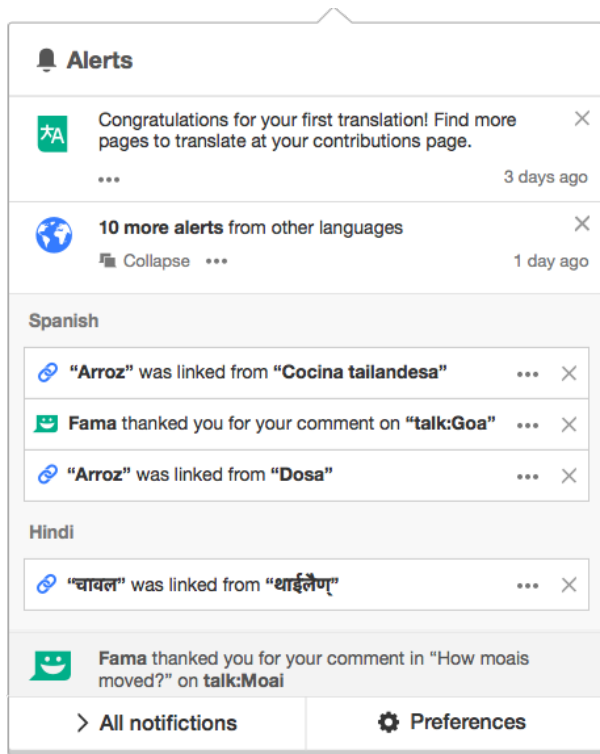 Alerts
Congratulations for your first translation! Find more
pages to translate at your contributions page.
3 days ago
10 more alerts from other languages
Collapse
1 day ago
Spanish
“Arroz” was linked from “Cocina tailandesa”
Fama thanked you for your comment on “talk:Goa”
“Arroz” was linked from “Dosa”
Hindi
“चावल” was linked from “थाईलैण्”
Fama thanked you for your comment in “How moais
moved?” on talk:Moai
All notifictions
Preferences